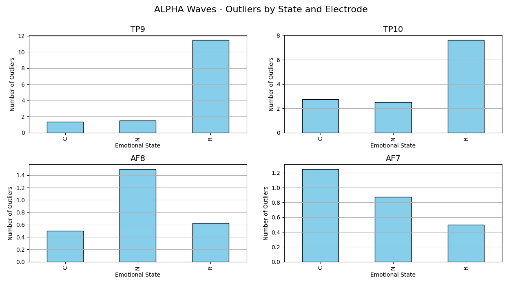 ALPHA Waves - Outliers by State and Electrode
TP9
Number of Outliers
12
10
8
6
4
2
0
C
N
Emotional State
TP10
Number of Outliers
8
6
4
2
0
C
N
Emotional State
AF8
Number of Outliers
1.4
1.2
1.0
0.8
0.6
0.4
0.2
0.0
C
N
Emotional State
AF7
Number of Outliers
1.2
1.0
0.8
0.6
0.4
0.2
0.0
C
N
Emotional State